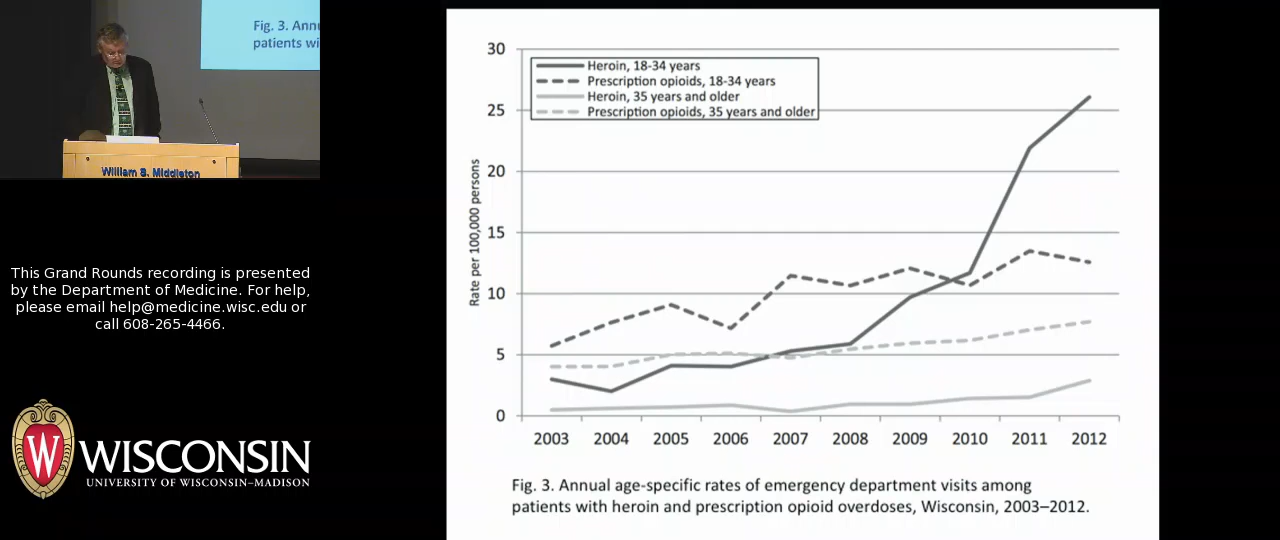 Fig. 3. Ann
patients wi
William S. Middleton
This Grand Rounds recording is presented
by the Department of Medicine. For help,
please email help@medicine.wisc.edu or
call 608-265-4466.
W
WISCONSIN
UNIVERSITY OF WISCONSIN–MADISON
Heroin, 18-34 years
Prescription opioids, 18-34 years
Heroin, 35 years and older
Prescription opioids, 35 years and older
Rate per 100,000 persons
30
25
20
15
10
5
0
2003 2004 2005 2006 2007 2008 2009 2010 2011 2012
Fig. 3. Annual age-specific rates of emergency department visits among
patients with heroin and prescription opioid overdoses, Wisconsin, 2003–2012.